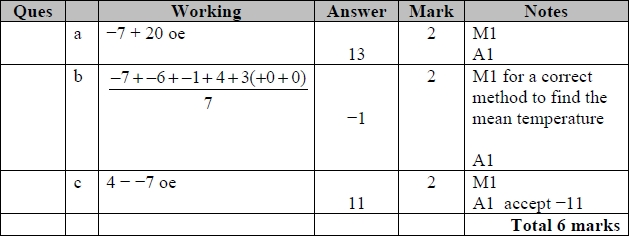 Ques Working Answer Mark Notes
a −7 + 20 oe 2 M1
13 A1
b −7+−6+−1+4+3(+0+0) 2 M1 for a correct
7 method to find the
−1 mean temperature
A1
c 4 − −7 oe 2 M1
11 A1 accept −11
Total 6 marks